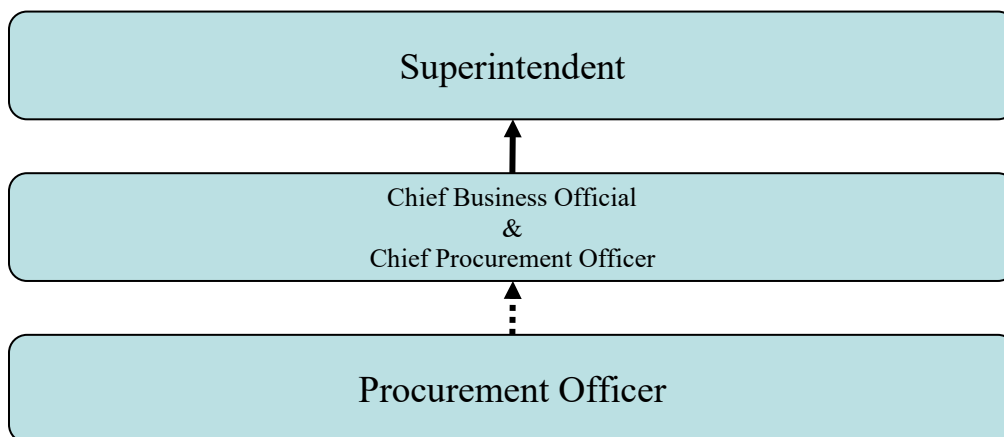 Superintendent
Chief Business Official
&
Chief Procurement Officer
Procurement Officer